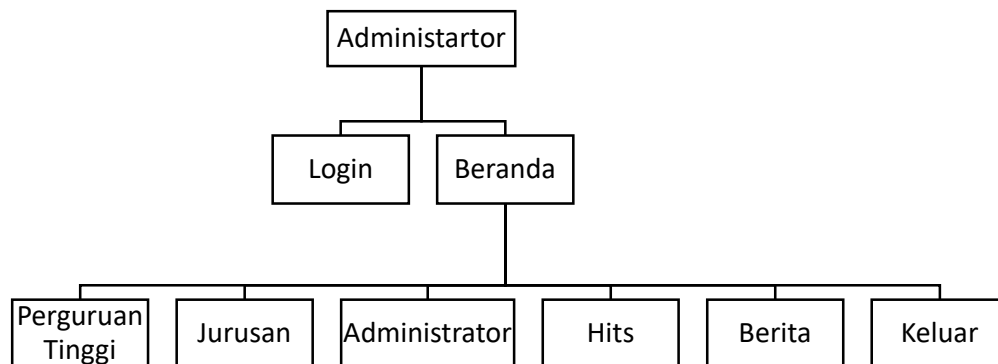 Administartor
Login
Beranda
Perguruan
Tinggi
Jurusan
Administrator
Hits
Berita
Keluar